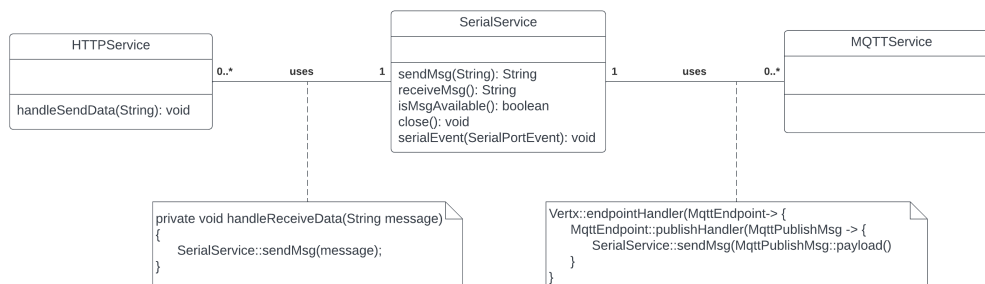 HTTPService
handleSendData(String): void
0..*
uses
1
SerialService
sendMsg(String): String
receiveMsg(): String
isMsgAvailable(): boolean
close(): void
serialEvent(SerialPortEvent): void
1
uses
0..*
MQTTService
private void handleReceiveData(String message)
{
SerialService::sendMsg(message);
}
Vertx::endpointHandler(MqttEndpoint-> {
MqttEndpoint::publishHandler(MqttPublishMsg -> {
SerialService::sendMsg(MqttPublishMsg::payload()
}
}